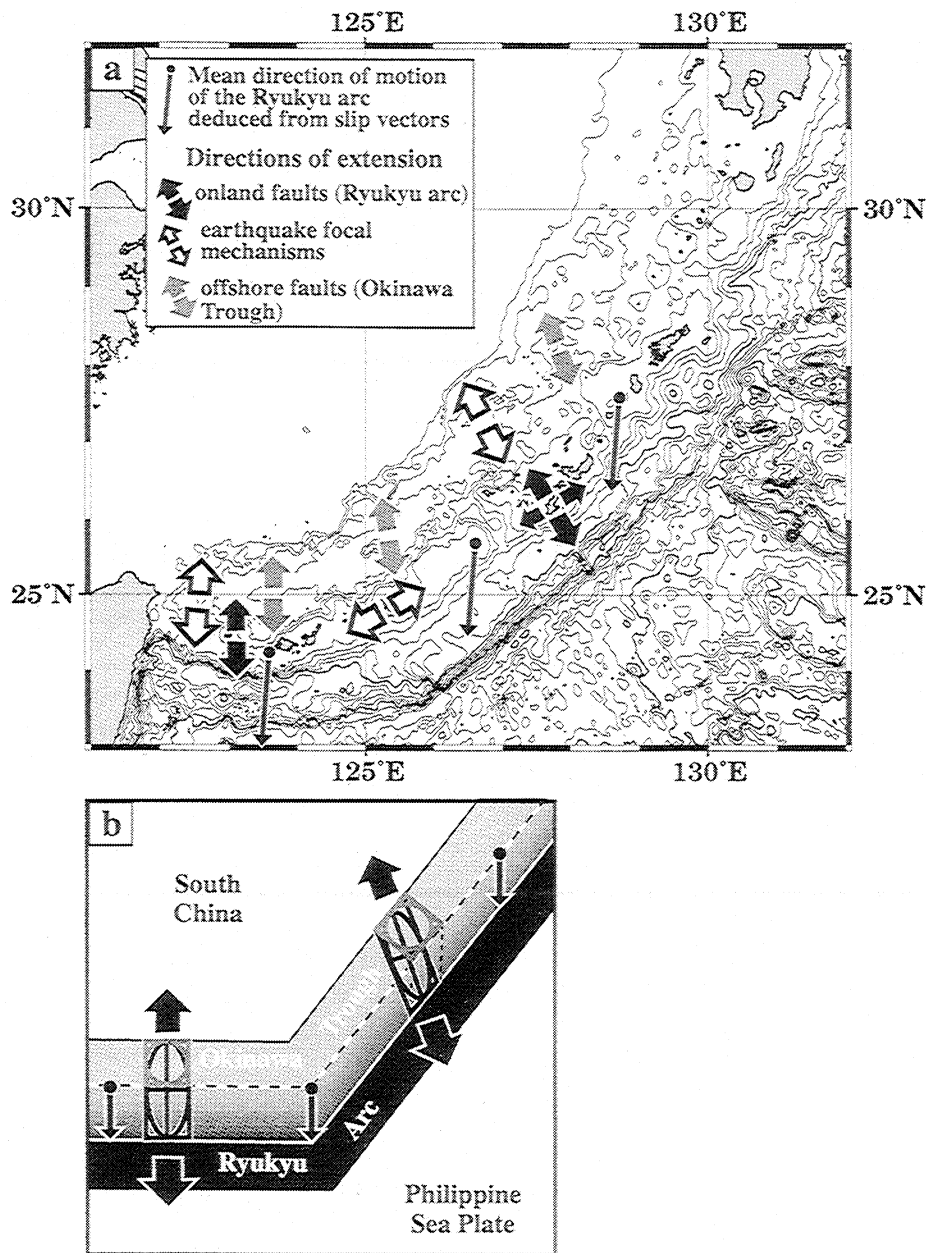 125°E 130°E
a
Mean direction of motion
of the Ryukyu arc
deduced from slip vectors
Directions of extension
onland faults (Ryukyu arc)
earthquake focal
mechanisms
offshore faults (Okinawa
Trough)
30°N 30°N
25°N 25°N
125°E 130°E
b
South
China
Trough
Okinawa
Arc
Ryukyu
Philippine
Sea Plate